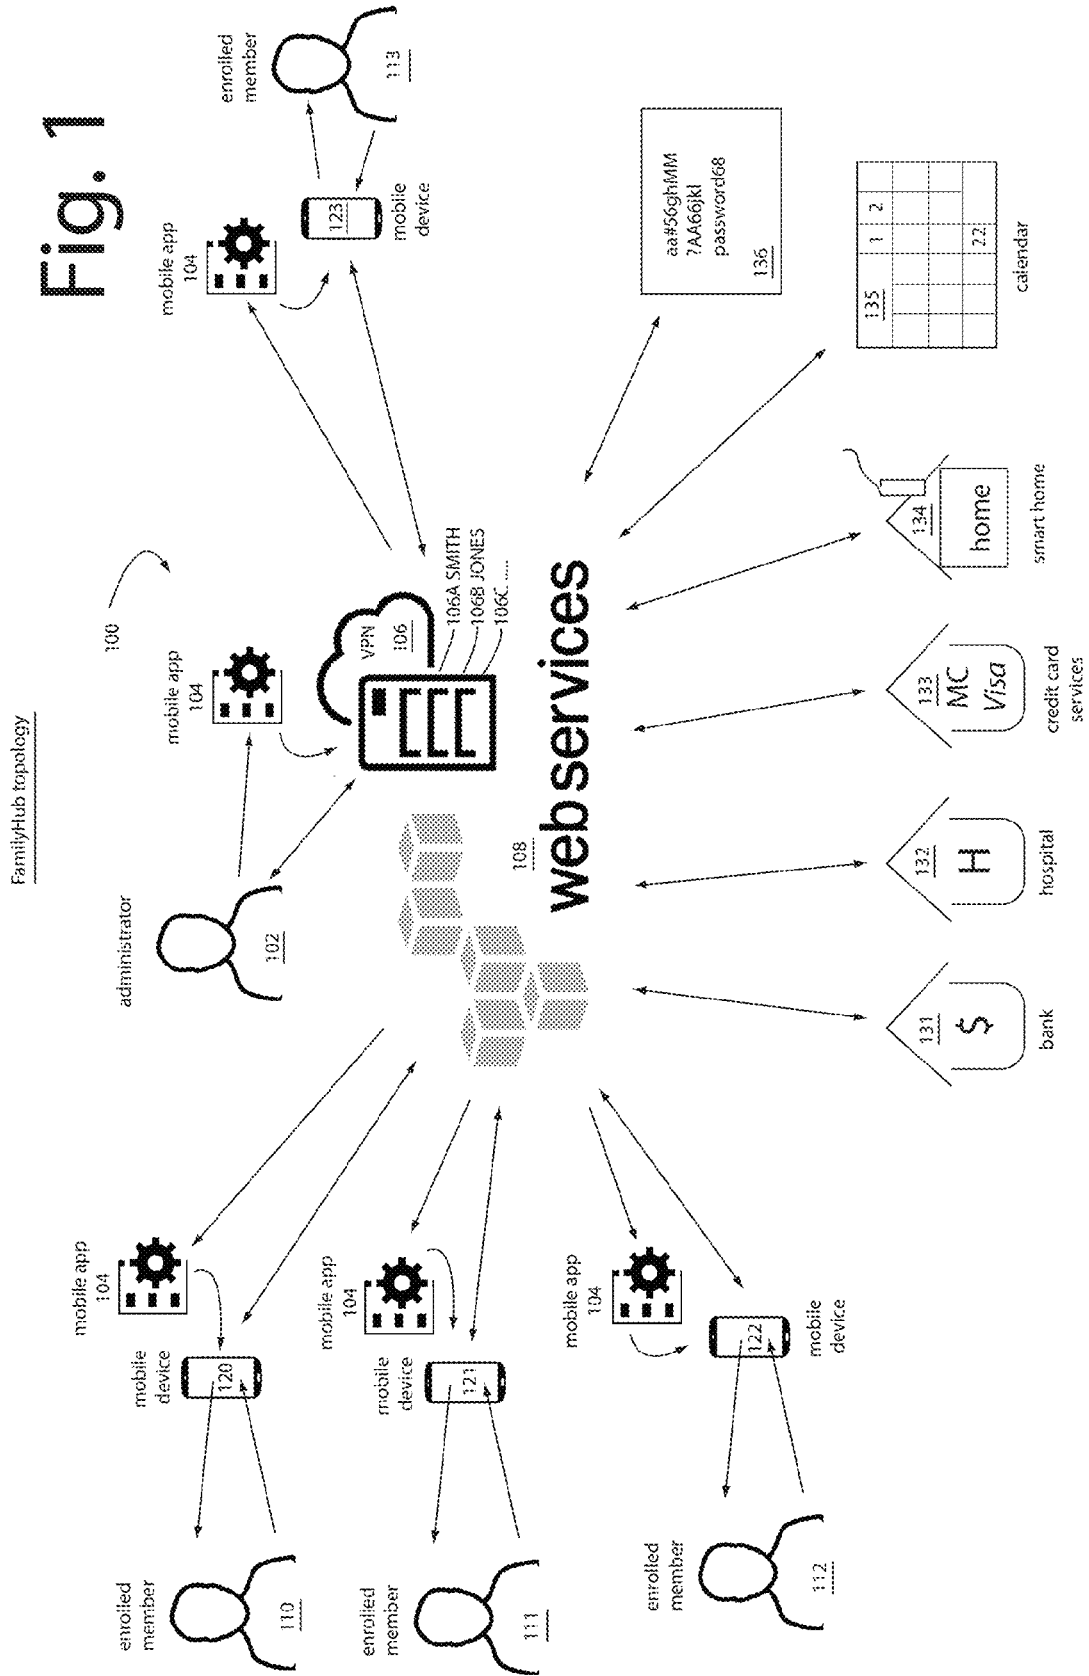 FamilyHub topology
Fig. 1
100
administrator
102
mobile app
104
VPN
106
106A SMITH
106B JONES
106C .....
108
webservices
mobile app
104
123
mobile
device
enrolled
member
113
mobile app
104
mobile
device
120
enrolled
member
110
mobile app
104
mobile
device
121
enrolled
member
111
mobile app
104
122
mobile
device
enrolled
member
112
131
$
bank
132
H
hospital
133
MC
Visa
credit card
services
134
home
smart home
135
1
2
22
calendar
aa#56ghMM
?AA66jkl
password68
136